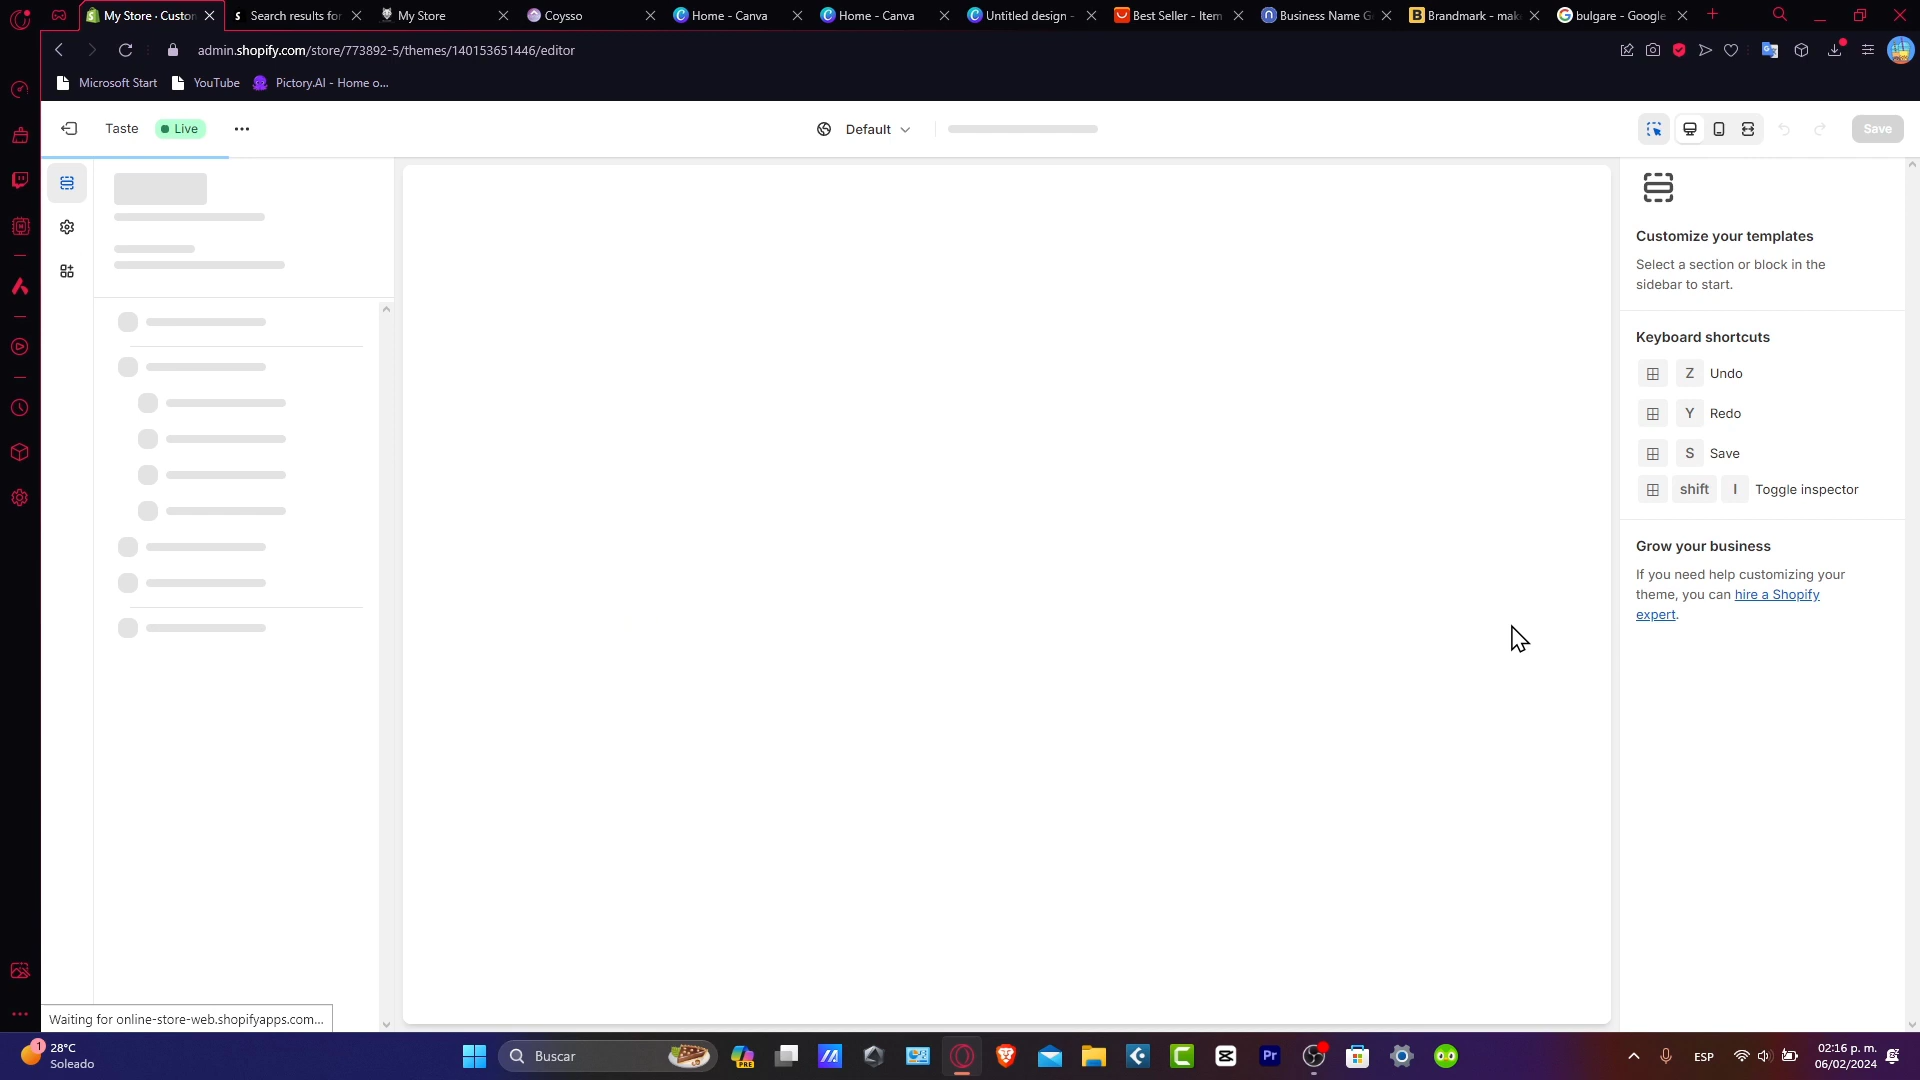 My Store · Custon
Search results for
My Store
Coysso
Home - Canva
Home - Canva
Untitled design -
Best Seller - Item
Business Name G
Brandmark - mak
bulgare - Google
admin.shopify.com/store/773892-5/themes/140153651446/editor
Microsoft Start
YouTube
Pictory.AI - Home o...
Taste
Live
Default
Save
Customize your templates
Select a section or block in the
sidebar to start.
Keyboard shortcuts
Z Undo
Y Redo
S Save
shift I Toggle inspector
Grow your business
If you need help customizing your
theme, you can hire a Shopify
expert.
Waiting for online-store-web.shopifyapps.com...
1
28°C
Soleado
Buscar
PRE
Pr
ESP
02:16 p. m.
06/02/2024